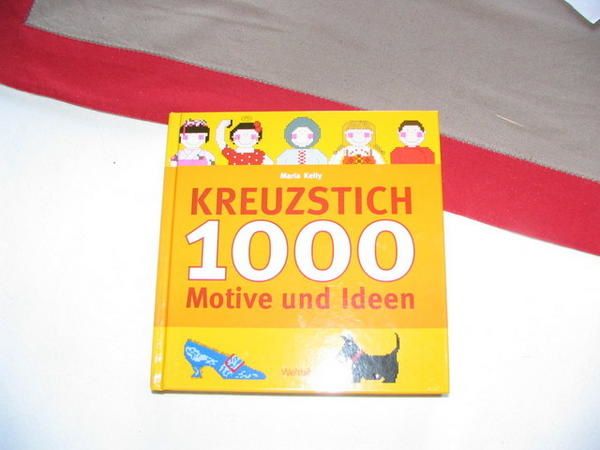 Maria Kelly
KREUZSTICH
1000
Motive und Ideen